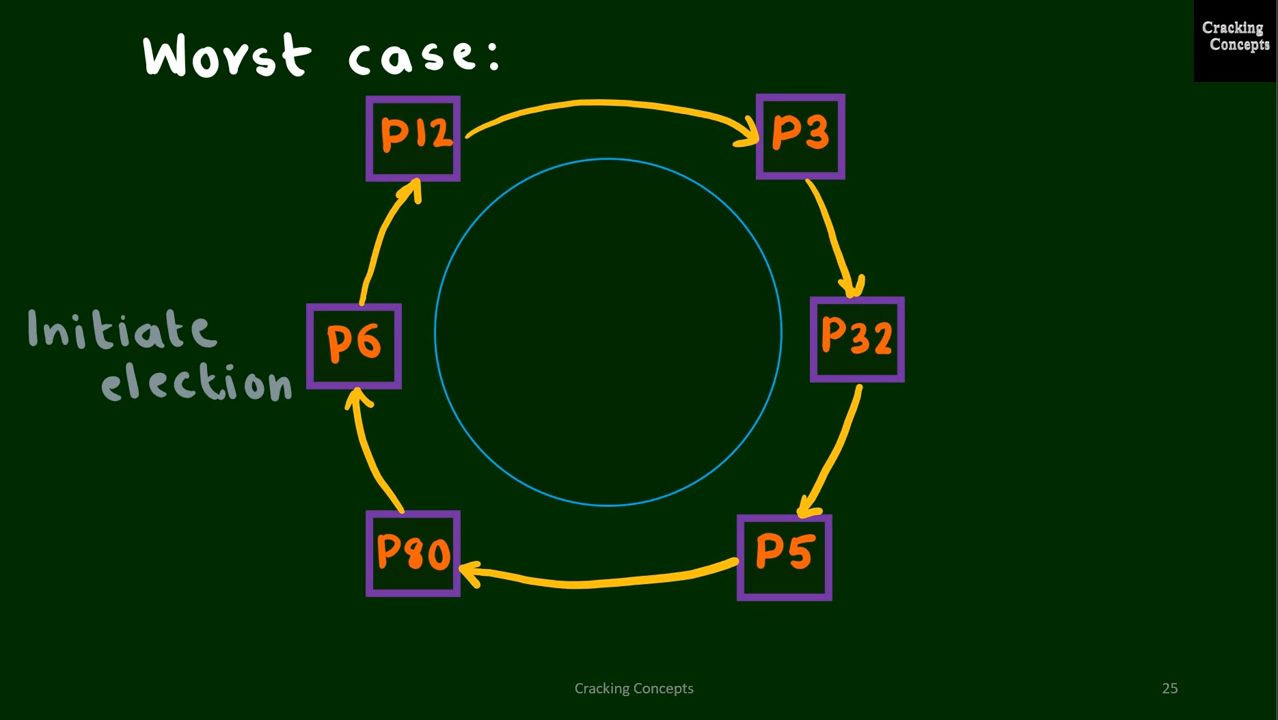 Worst case:
Cracking
Concepts
P12
P3
Initiate
election
P6
P32
P80
P5
Cracking Concepts
25